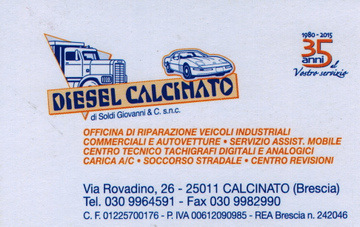 1980 - 2015
35
anni
al
Vostro servizio
DIESEL CALCINATO
di Soldi Giovanni & C. s.n.c.
OFFICINA DI RIPARAZIONE VEICOLI INDUSTRIALI
COMMERCIALI E AUTOVETTURE • SERVIZIO ASSIST. MOBILE
CENTRO TECNICO TACHIGRAFI DIGITALI E ANALOGICI
CARICA A/C • SOCCORSO STRADALE • CENTRO REVISIONI
Via Rovadino, 26 - 25011 CALCINATO (Brescia)
Tel. 030 9964591 - Fax 030 9982990
C. F. 01225700176 - P. IVA 00612090985 - REA Brescia n. 242046